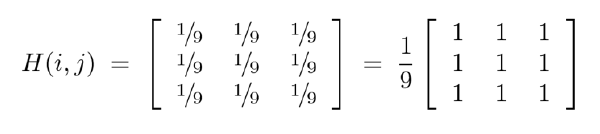 H(i, j) = [ 1/9 1/9 1/9 ; 1/9 1/9 1/9 ; 1/9 1/9 1/9 ] = 1/9 [ 1 1 1 ; 1 1 1 ; 1 1 1 ]